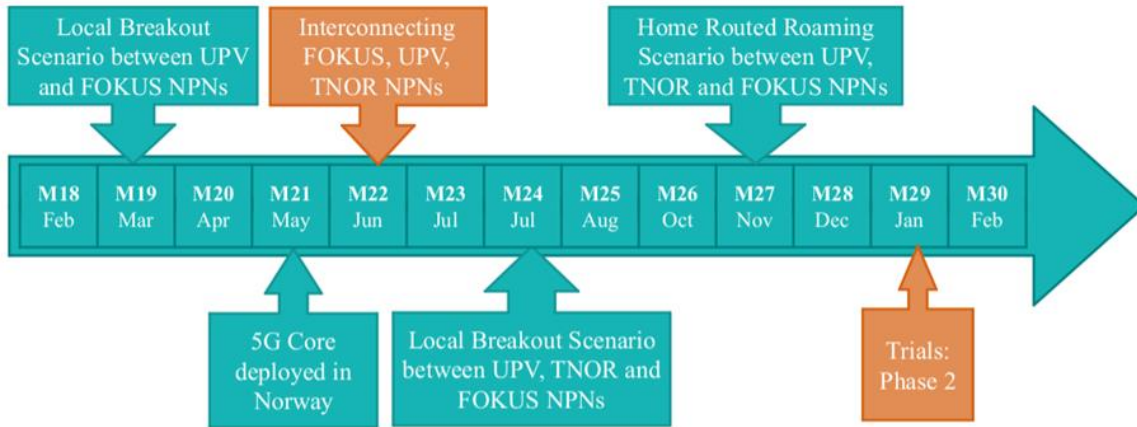 Local Breakout
Scenario between UPV
and FOKUS NPNs
Interconnecting
FOKUS, UPV,
TNOR NPNs
Home Routed Roaming
Scenario between UPV,
TNOR and FOKUS NPNs
M18 M19 M20 M21 M22 M23 M24 M25 M26 M27 M28 M29 M30
Feb Mar Apr May Jun Jul Jul Aug Oct Nov Dec Jan Feb
5G Core
deployed in
Norway
Local Breakout Scenario
between UPV, TNOR and
FOKUS NPNs
Trials:
Phase 2